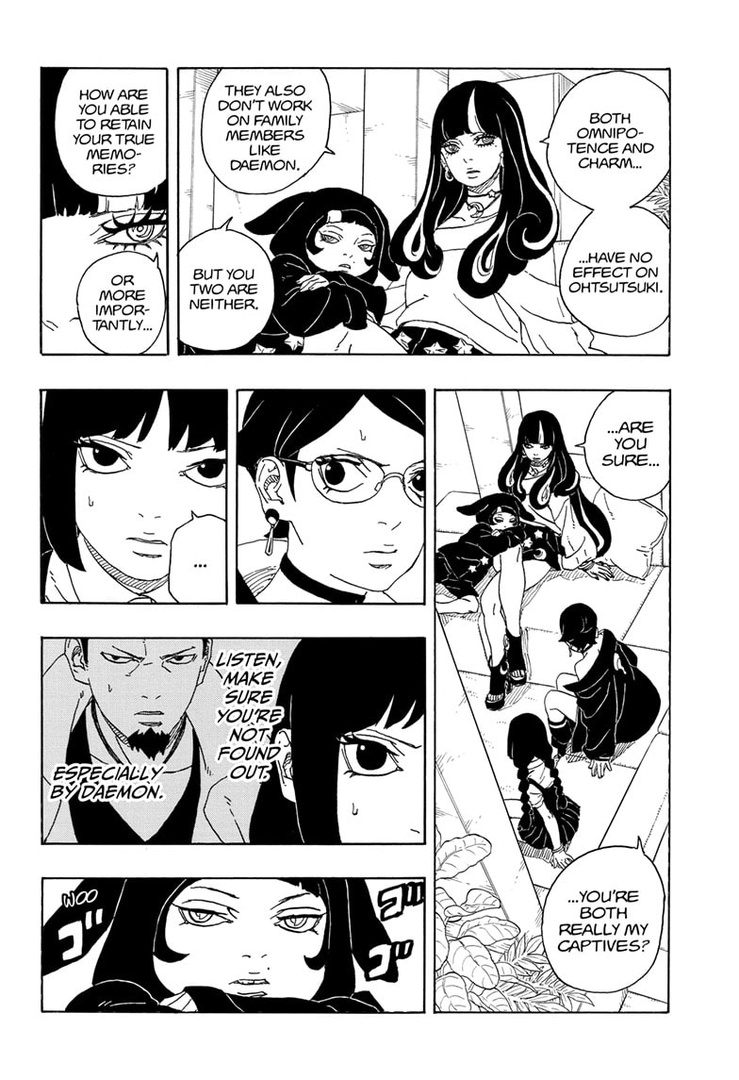 BOTH
OMNIPO-
TENCE AND
CHARM...
...HAVE NO
EFFECT ON
OHTSUTSUKI.
THEY ALSO
DON'T WORK
ON FAMILY
MEMBERS
LIKE
DAEMON.
BUT YOU
TWO ARE
NEITHER.
HOW ARE
YOU ABLE
TO RETAIN
YOUR TRUE
MEMO-
RIES?
OR
MORE
IMPOR-
TANTLY...
...ARE
YOU
SURE...
...YOU'RE
BOTH
REALLY MY
CAPTIVES?
...
LISTEN,
MAKE
SURE
YOU'RE
NOT
FOUND
OUT.
ESPECIALLY
BY DAEMON.
ゴ
ゴ
WOO
ゴ